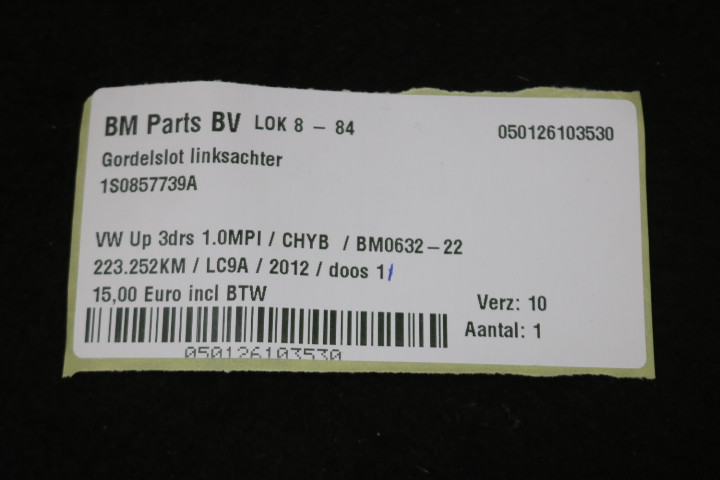 BM Parts BV LOK 8 - 84
050126103530
Gordelslot linksachter
1S0857739A
VW Up 3drs 1.0MPI / CHYB / BM0632-22
223.252KM / LC9A / 2012 / doos 11
15,00 Euro incl BTW
Verz: 10
Aantal: 1
050126103530